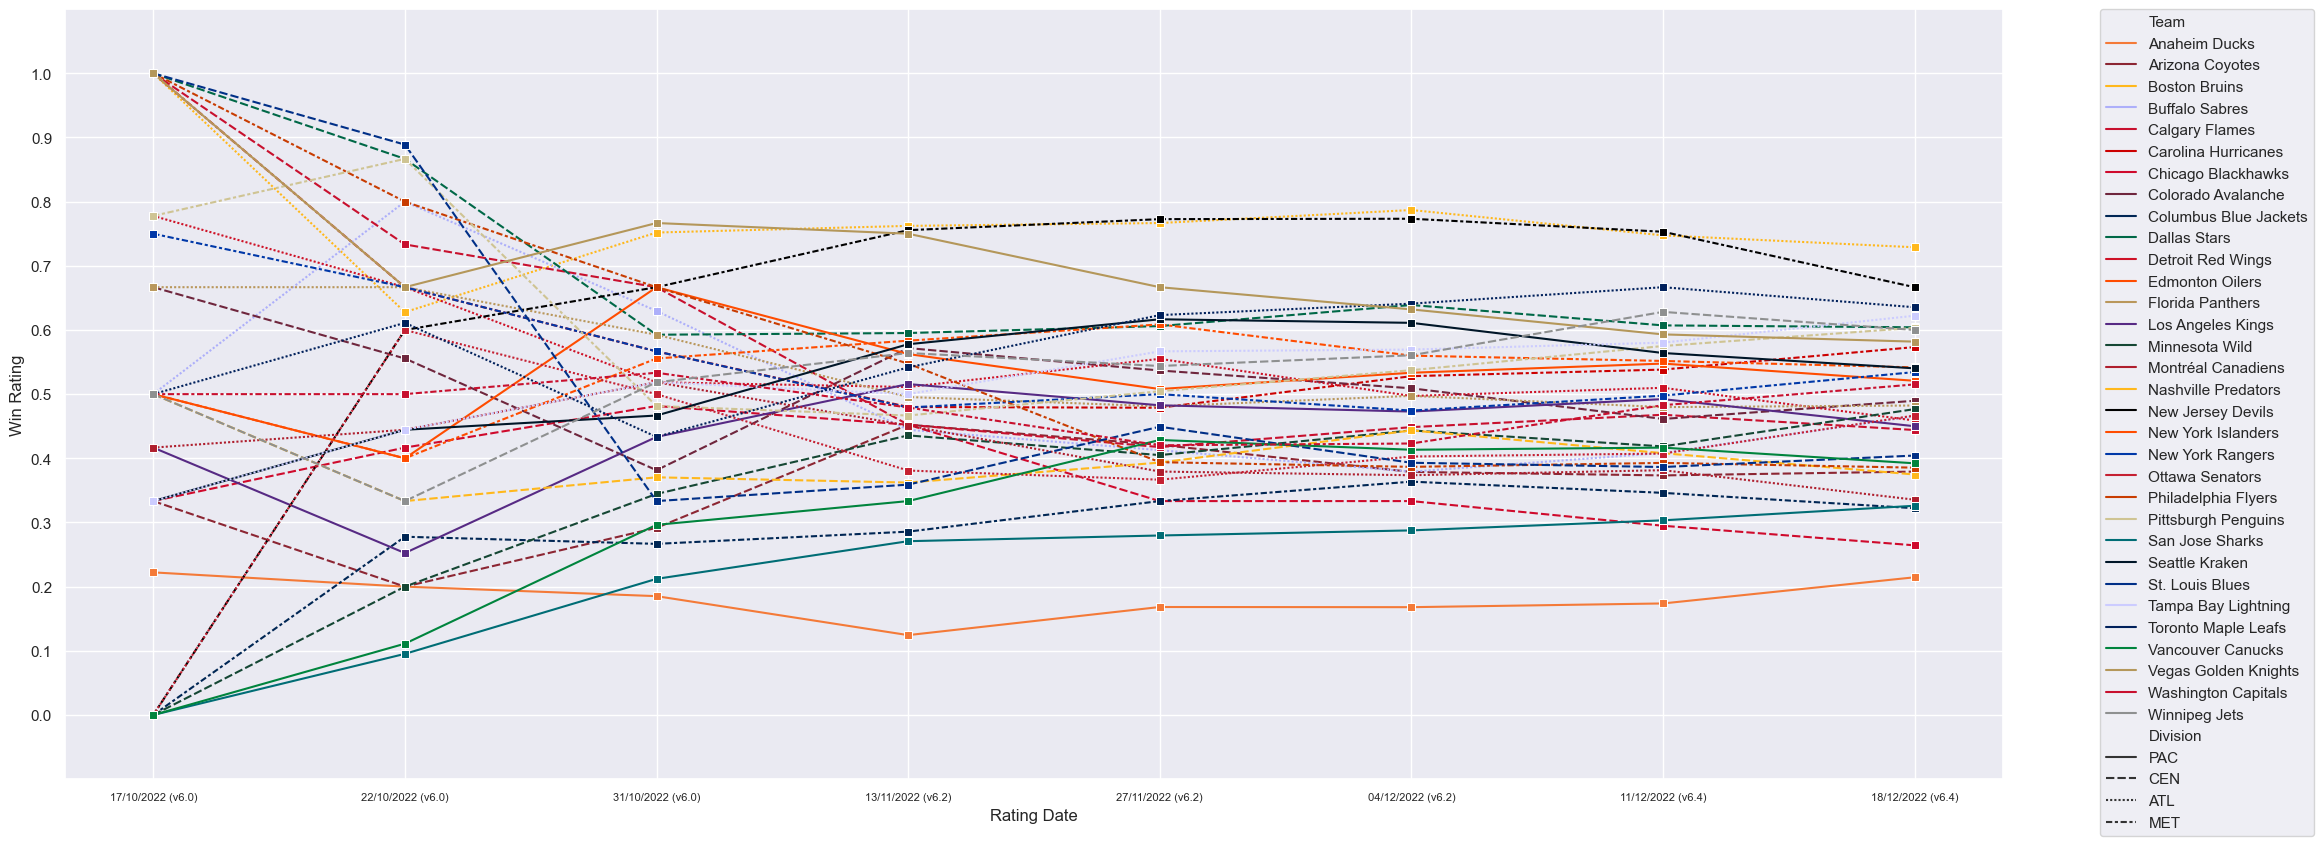 1.0
0.9
0.8
0.7
0.6
0.5
0.4
0.3
0.2
0.1
0.0
Win Rating
17/10/2022 (v6.0) 22/10/2022 (v6.0) 31/10/2022 (v6.0) 13/11/2022 (v6.2) 27/11/2022 (v6.2) 04/12/2022 (v6.2) 11/12/2022 (v6.4) 18/12/2022 (v6.4)
Rating Date
Team
Anaheim Ducks
Arizona Coyotes
Boston Bruins
Buffalo Sabres
Calgary Flames
Carolina Hurricanes
Chicago Blackhawks
Colorado Avalanche
Columbus Blue Jackets
Dallas Stars
Detroit Red Wings
Edmonton Oilers
Florida Panthers
Los Angeles Kings
Minnesota Wild
Montréal Canadiens
Nashville Predators
New Jersey Devils
New York Islanders
New York Rangers
Ottawa Senators
Philadelphia Flyers
Pittsburgh Penguins
San Jose Sharks
Seattle Kraken
St. Louis Blues
Tampa Bay Lightning
Toronto Maple Leafs
Vancouver Canucks
Vegas Golden Knights
Washington Capitals
Winnipeg Jets
Division
PAC
CEN
ATL
MET